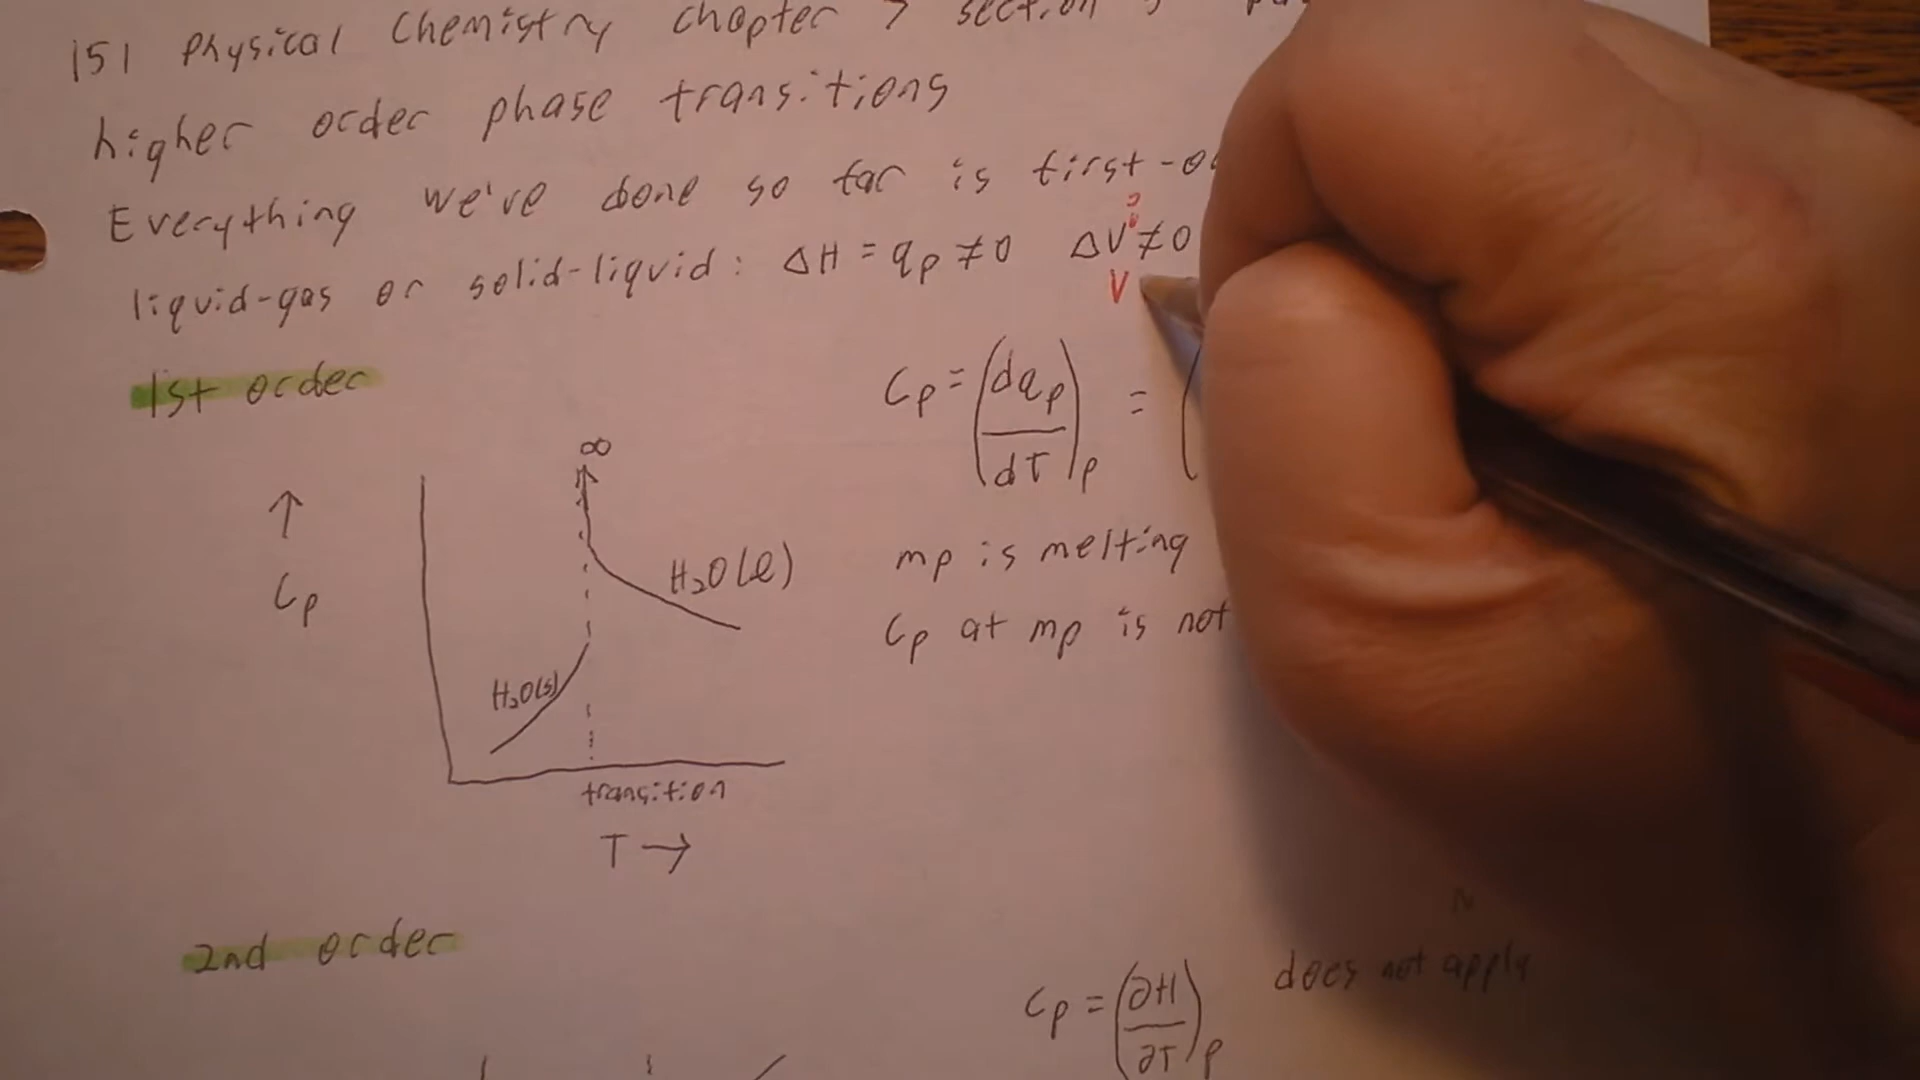 151 Physical Chemistry chapter 7 section
higher order phase transitions
Everything we've done so far is first-o
liquid-gas or solid-liquid: ΔH = qp ≠ 0 ΔV ≠ 0
V
1st order
Cp = (dqp/dT)p = (
∞
↑
Cp
H₂O(l)
mp is melting
Cp at mp is not
H₂O(s)
transition
T →
2nd order
Cp = (∂H/∂T)p does not apply